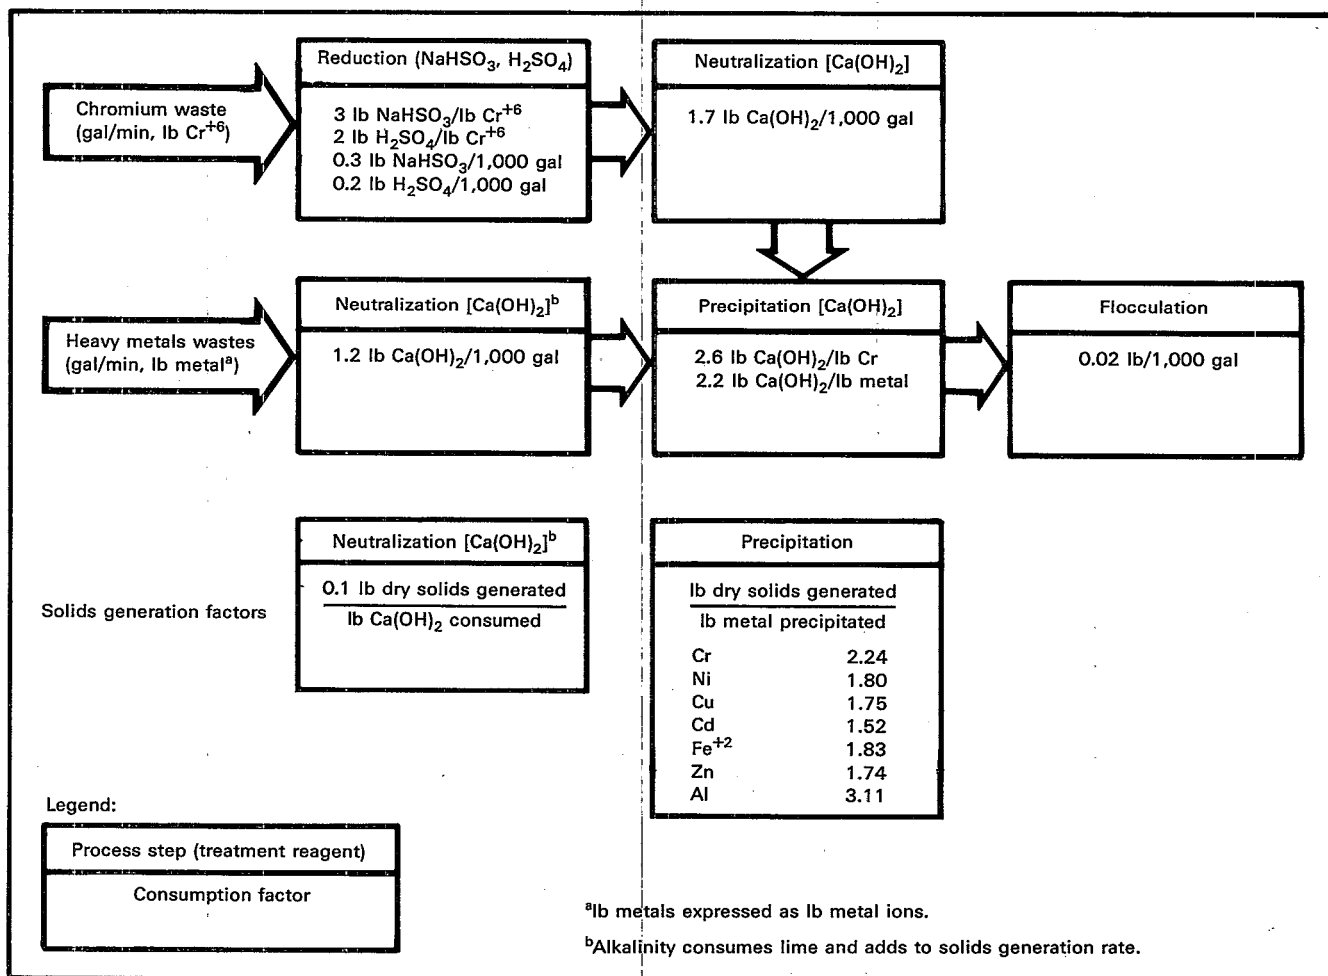 Chromium waste
(gal/min, lb Cr+6)
Reduction (NaHSO3, H2SO4)
3 lb NaHSO3/lb Cr+6
2 lb H2SO4/lb Cr+6
0.3 lb NaHSO3/1,000 gal
0.2 lb H2SO4/1,000 gal
Neutralization [Ca(OH)2]
1.7 lb Ca(OH)2/1,000 gal
Heavy metals wastes
(gal/min, lb metala)
Neutralization [Ca(OH)2]b
1.2 lb Ca(OH)2/1,000 gal
Precipitation [Ca(OH)2]
2.6 lb Ca(OH)2/lb Cr
2.2 lb Ca(OH)2/lb metal
Flocculation
0.02 lb/1,000 gal
Solids generation factors
Neutralization [Ca(OH)2]b
0.1 lb dry solids generated
lb Ca(OH)2 consumed
Precipitation
lb dry solids generated
lb metal precipitated
Cr 2.24
Ni 1.80
Cu 1.75
Cd 1.52
Fe+2 1.83
Zn 1.74
Al 3.11
Legend:
Process step (treatment reagent)
Consumption factor
alb metals expressed as lb metal ions.
bAlkalinity consumes lime and adds to solids generation rate.